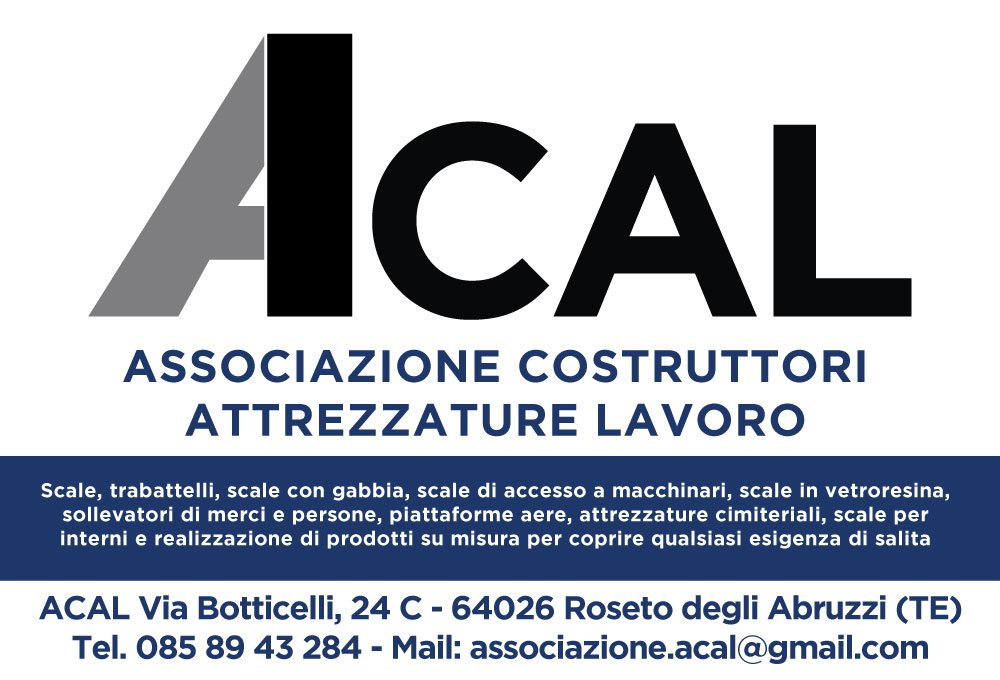 ACAL
ASSOCIAZIONE COSTRUTTORI
ATTREZZATURE LAVORO
Scale, trabattelli, scale con gabbia, scale di accesso a macchinari, scale in vetroresina,
sollevatori di merci e persone, piattaforme aere, attrezzature cimiteriali, scale per
interni e realizzazione di prodotti su misura per coprire qualsiasi esigenza di salita
ACAL Via Botticelli, 24 C - 64026 Roseto degli Abruzzi (TE)
Tel. 085 89 43 284 - Mail: associazione.acal@gmail.com